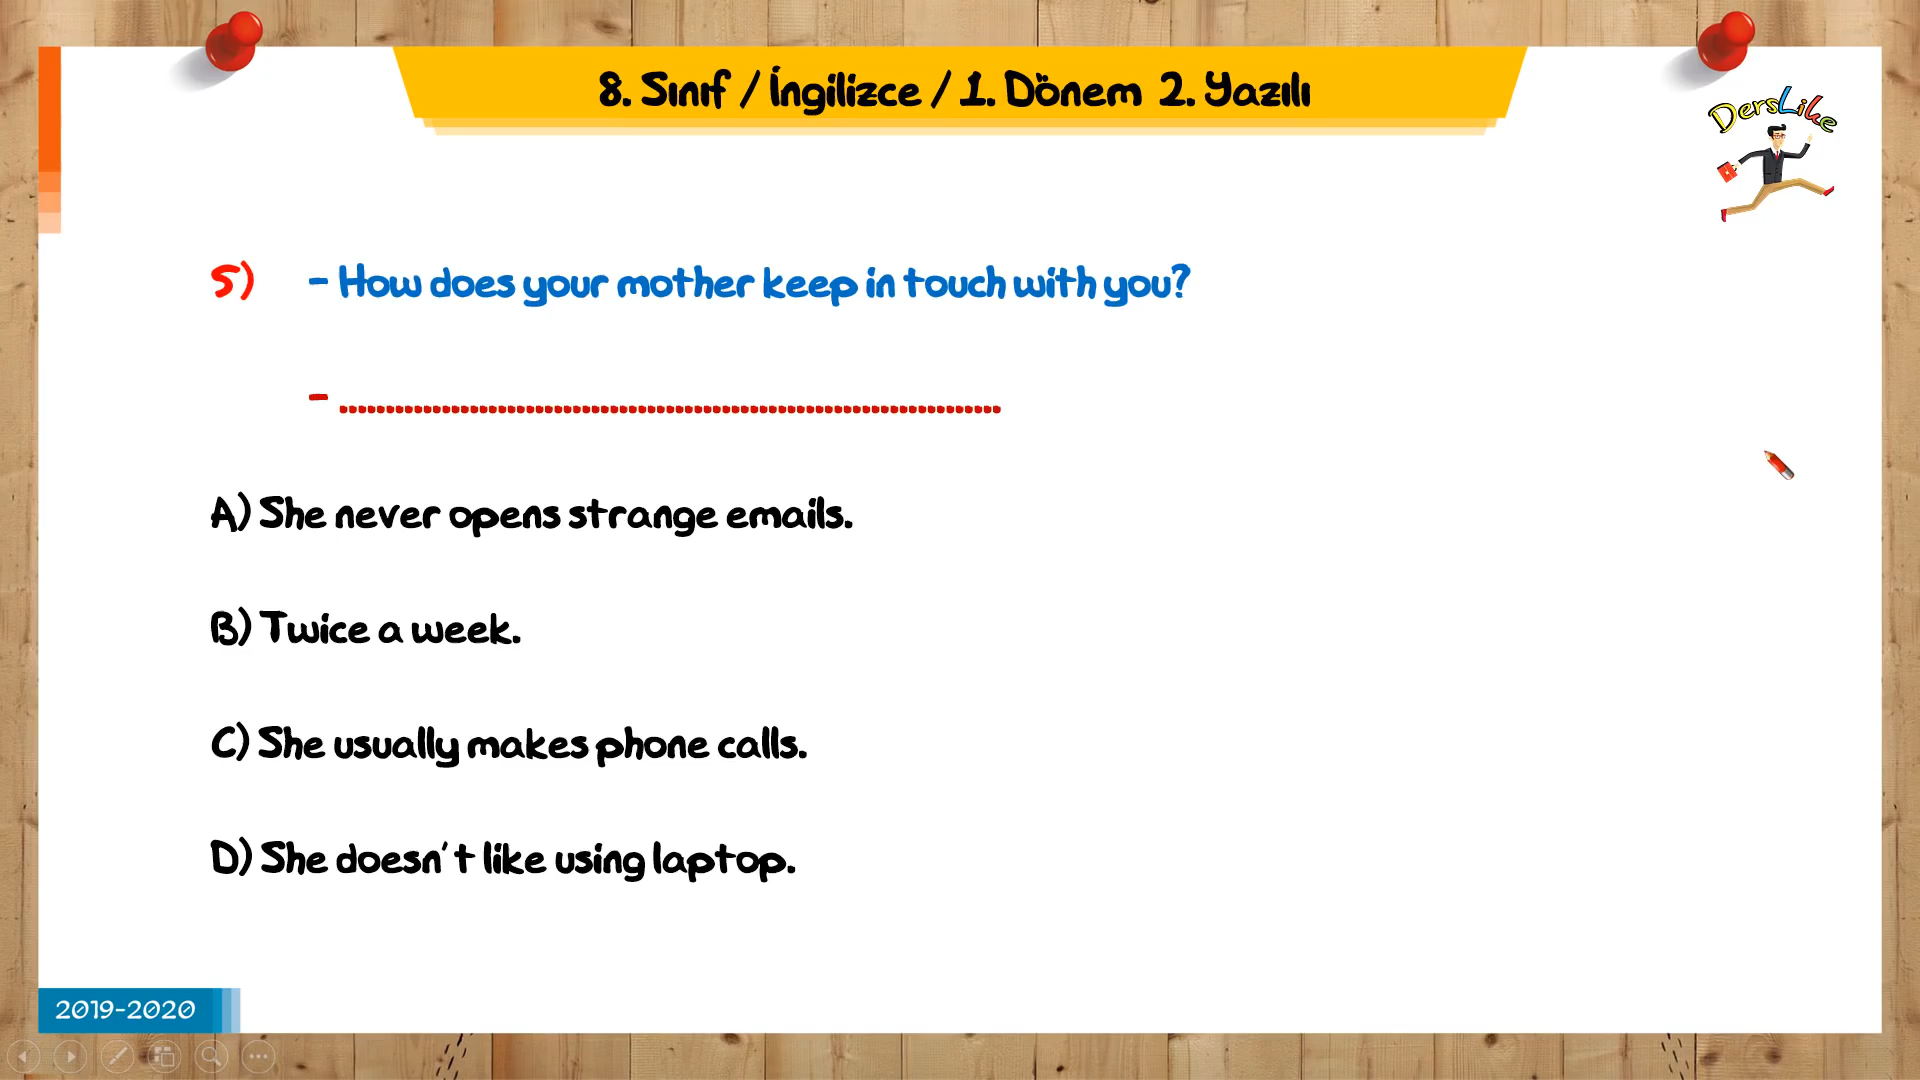 8. Sınıf / İngilizce / 1. Dönem 2. Yazılı
DersLike
5) - How does your mother keep in touch with you?
- ........................................................................
A) She never opens strange emails.
B) Twice a week.
C) She usually makes phone calls.
D) She doesn't like using laptop.
2019-2020